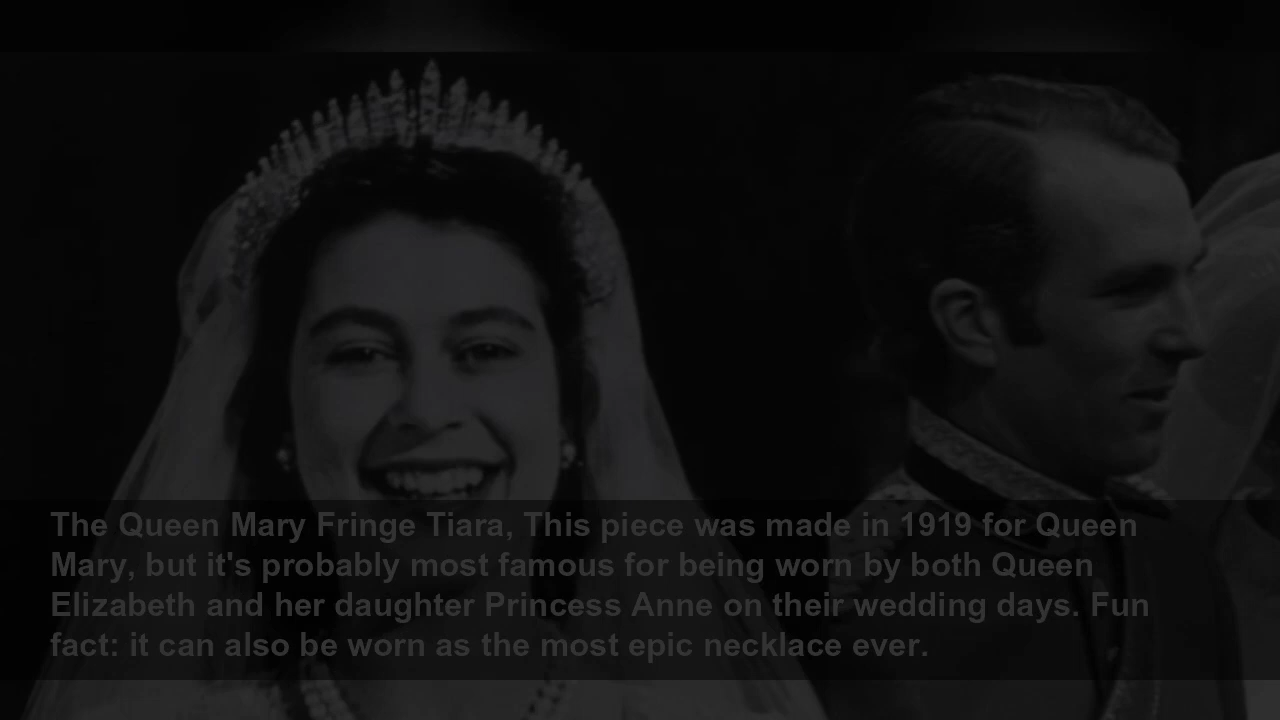 The Queen Mary Fringe Tiara, This piece was made in 1919 for Queen
Mary, but it's probably most famous for being worn by both Queen
Elizabeth and her daughter Princess Anne on their wedding days. Fun
fact: it can also be worn as the most epic necklace ever.